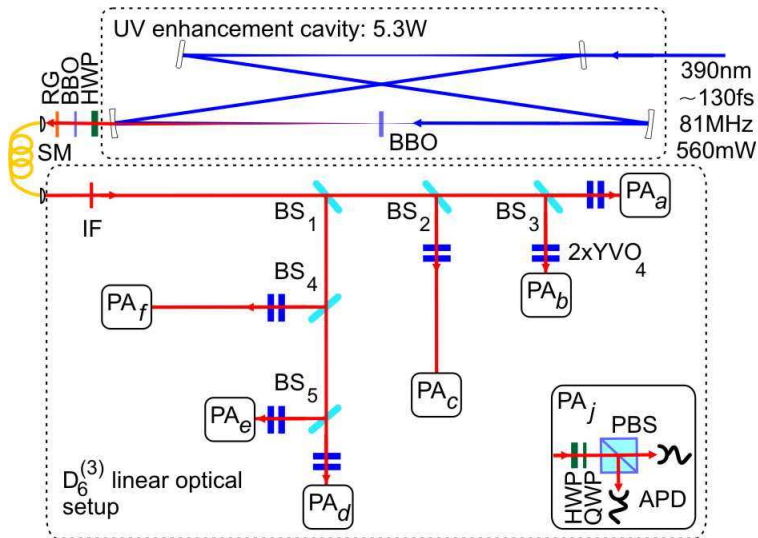 UV enhancement cavity: 5.3W
390nm
~130fs
81MHz
560mW
RG
BBO
HWP
SM
BBO
IF
BS1
BS2
BS3
PAa
2xYVO4
PAb
BS4
PAf
PAc
BS5
PAe
PAd
D6(3) linear optical
setup
PAj
PBS
HWP
QWP
APD